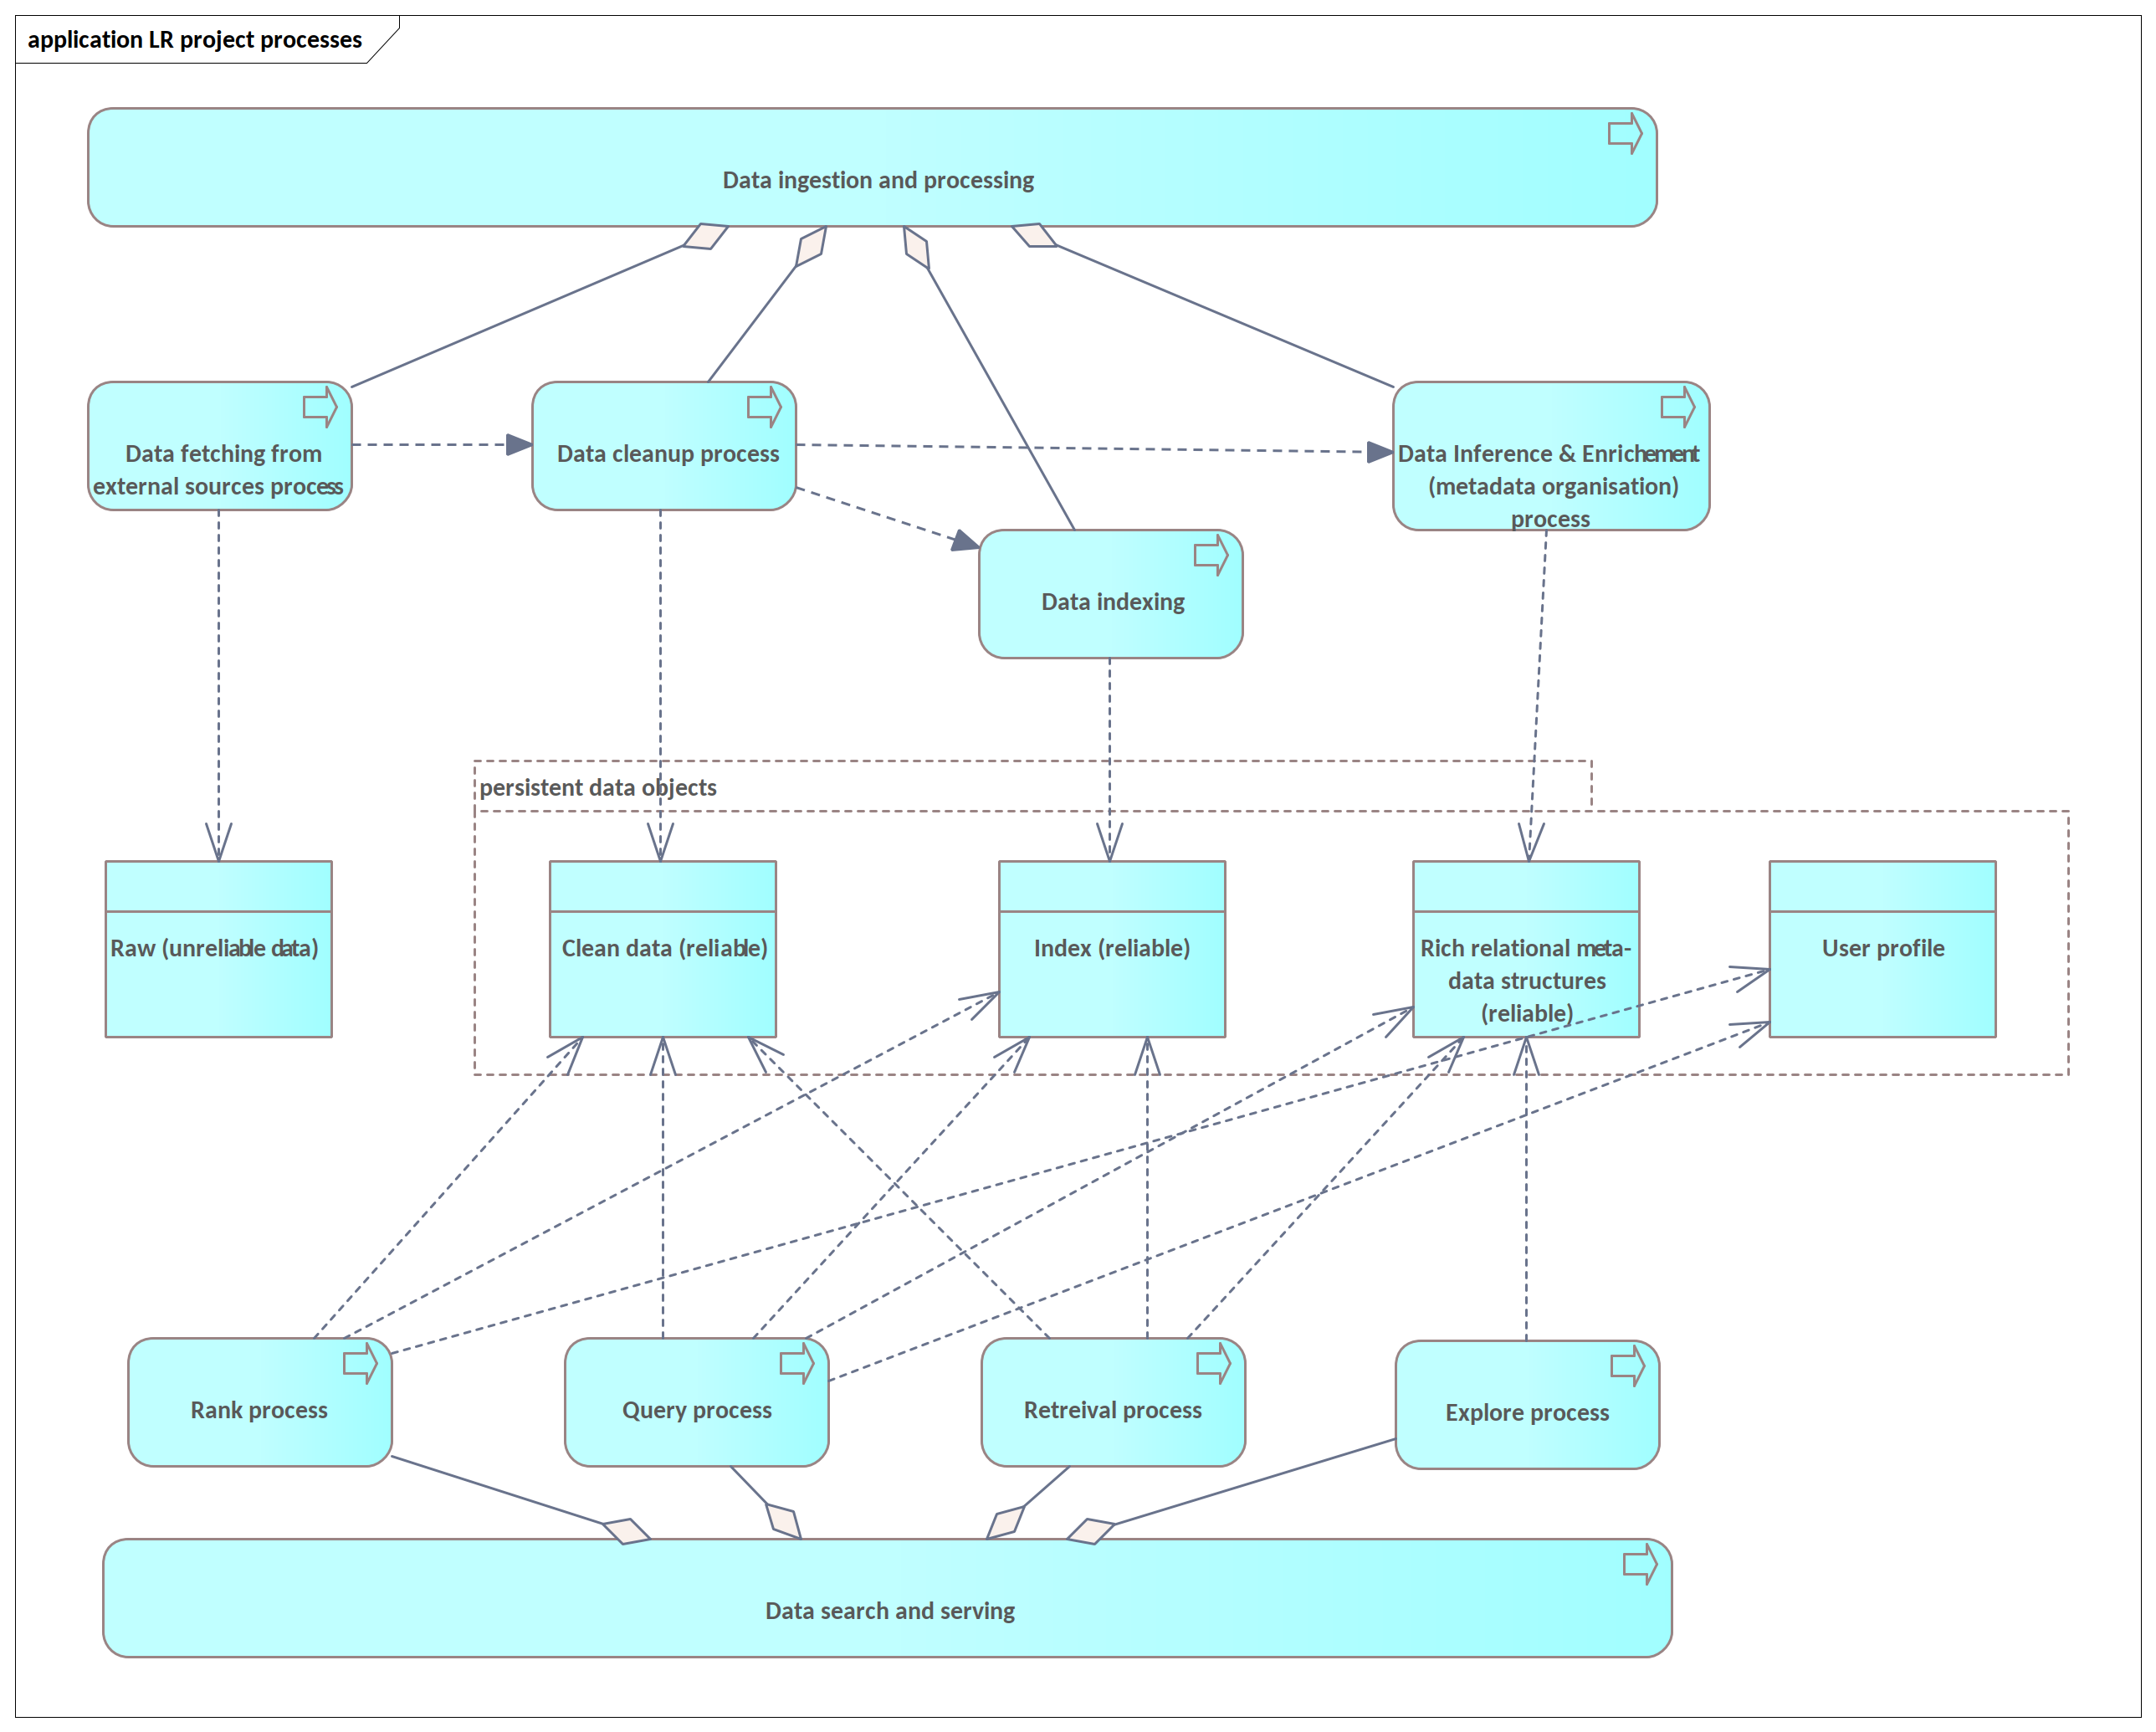 application LR project processes
Data ingestion and processing
Data fetching from
external sources process
Data cleanup process
Data Inference & Enrichement
(metadata organisation)
process
Data indexing
persistent data objects
Raw (unreliable data)
Clean data (reliable)
Index (reliable)
Rich relational meta-
data structures
(reliable)
User profile
Rank process
Query process
Retreival process
Explore process
Data search and serving